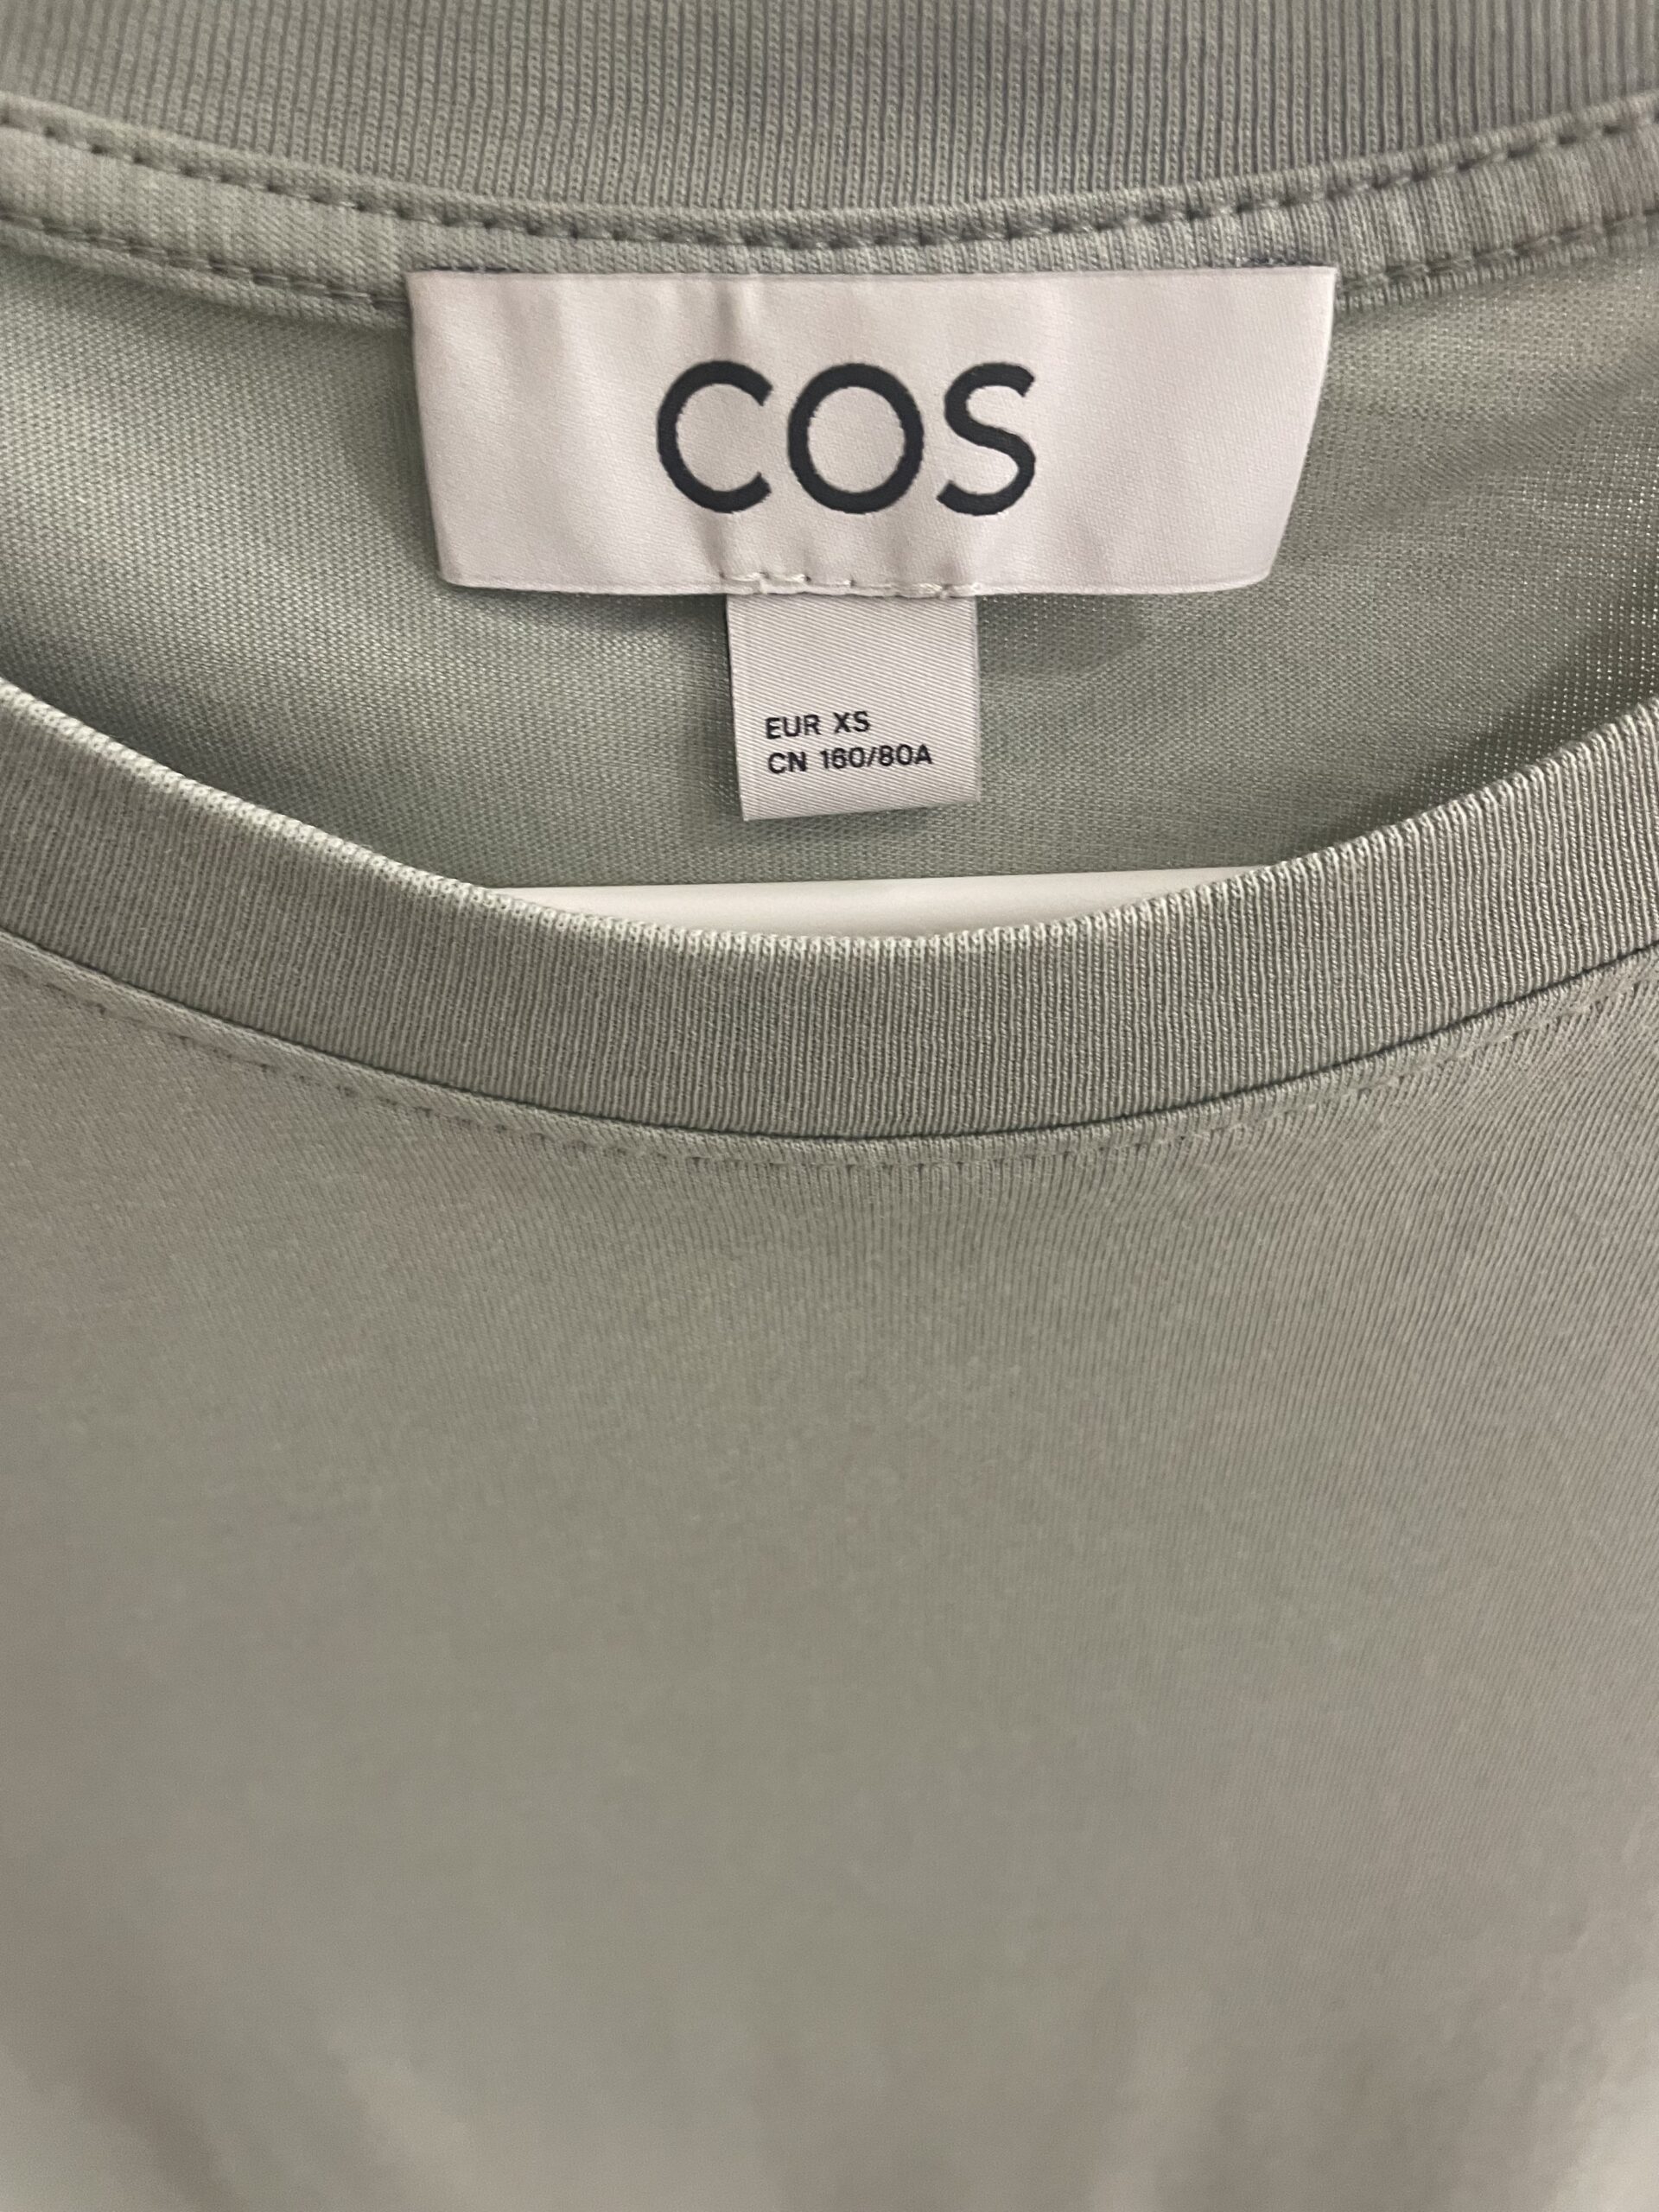 COS
EUR XS
CN 160/80A